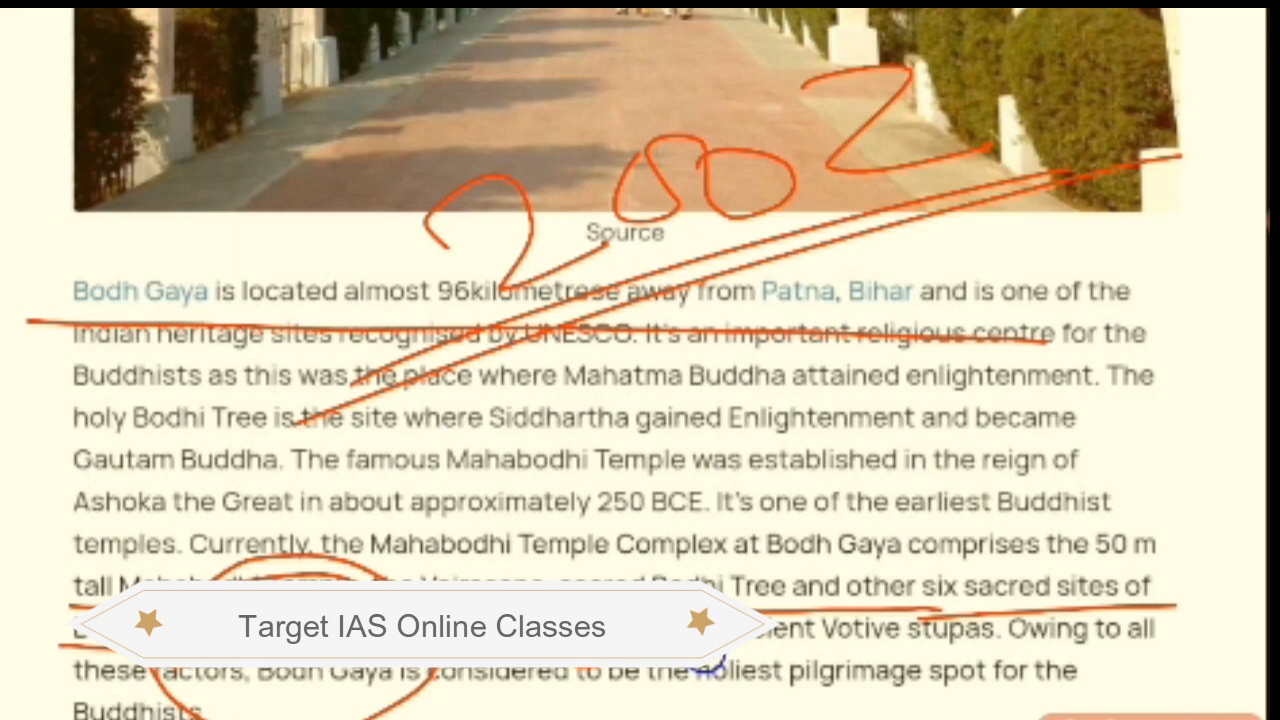 2002
Source
Bodh Gaya is located almost 96kilometrese away from Patna, Bihar and is one of the
Indian heritage sites recognised by UNESCO. It's an important religious centre for the
Buddhists as this was the place where Mahatma Buddha attained enlightenment. The
holy Bodhi Tree is the site where Siddhartha gained Enlightenment and became
Gautam Buddha. The famous Mahabodhi Temple was established in the reign of
Ashoka the Great in about approximately 250 BCE. It's one of the earliest Buddhist
temples. Currently, the Mahabodhi Temple Complex at Bodh Gaya comprises the 50 m
tall Tree and other six sacred sites of
Votive stupas. Owing to all
Target IAS Online Classes
these factors, Bodh Gaya is considered to be the holiest pilgrimage spot for the
Buddhists.